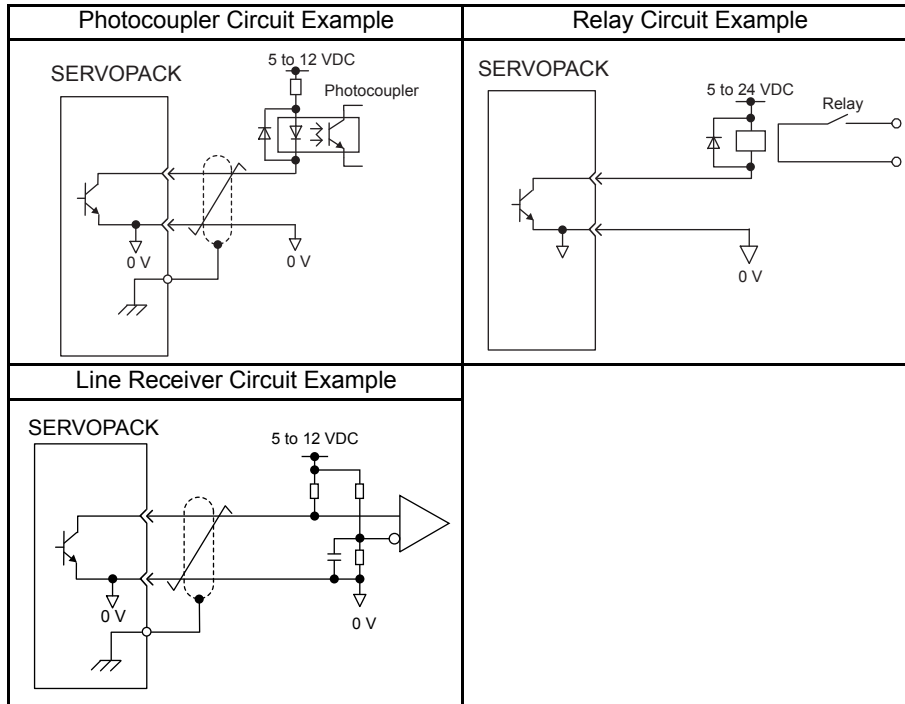 Photocoupler Circuit Example
SERVOPACK
5 to 12 VDC
Photocoupler
0 V
0 V
Relay Circuit Example
SERVOPACK
5 to 24 VDC
Relay
0 V
Line Receiver Circuit Example
SERVOPACK
5 to 12 VDC
0 V
0 V